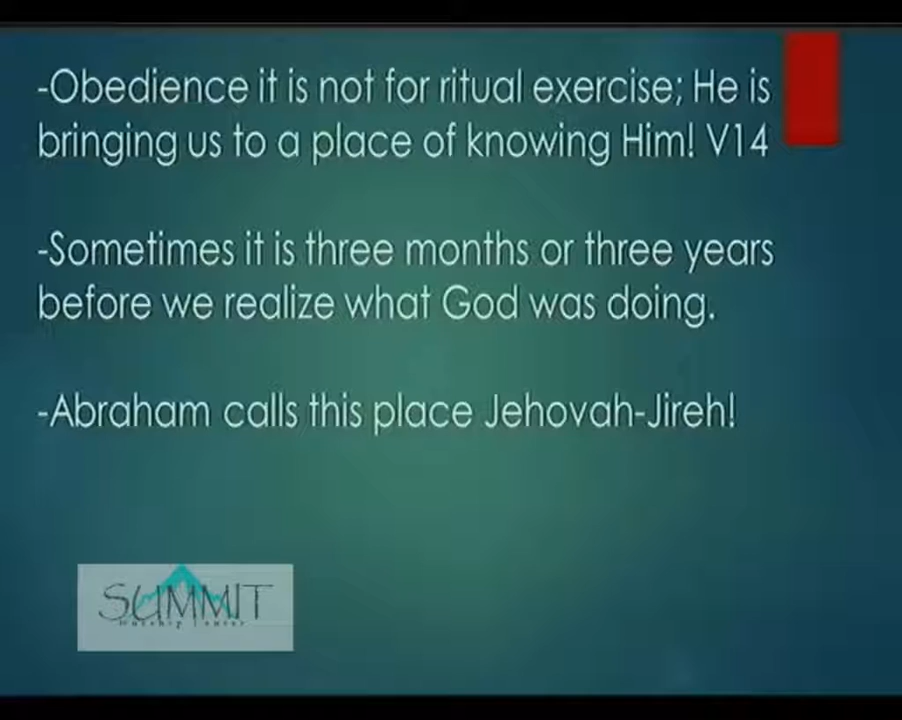 -Obedience it is not for ritual exercise; He is
bringing us to a place of knowing Him! V14
-Sometimes it is three months or three years
before we realize what God was doing.
-Abraham calls this place Jehovah-Jireh!
SUMMIT
Worship Center